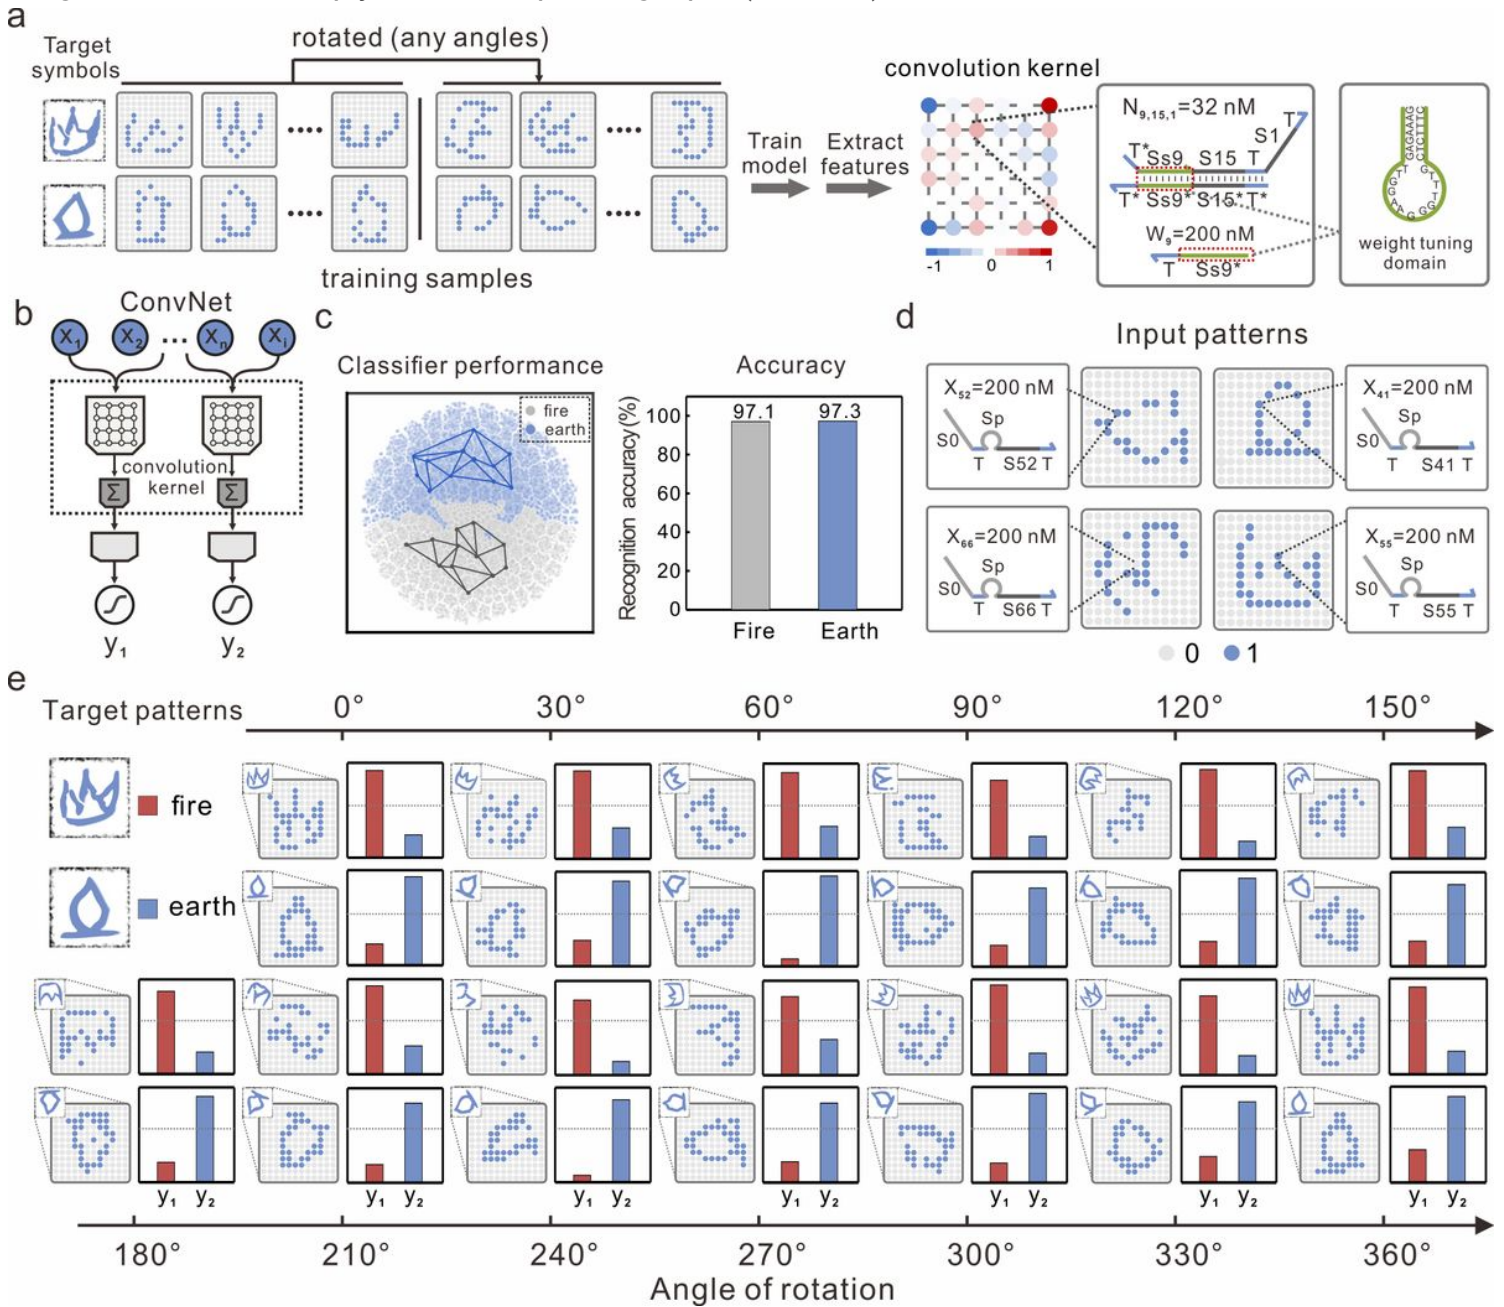 a
Target
symbols
rotated (any angles)
training samples
Train
model
Extract
features
convolution kernel
-1 0 1
N9,15,1=32 nM
T
S1
T* Ss9 S15 T
T* Ss9* S15* T*
W9=200 nM
T Ss9*
weight tuning
domain
b
ConvNet
X1 X2 ... Xn Xi
convolution
kernel
Σ Σ
y1 y2
c
Classifier performance
fire
earth
Accuracy
Recognition accuracy(%)
100
80
60
40
20
0
97.1 97.3
Fire Earth
d
Input patterns
X52=200 nM
Sp
S0
T S52 T
X41=200 nM
Sp
S0
T S41 T
X66=200 nM
Sp
S0
T S66 T
X55=200 nM
Sp
S0
T S55 T
0 1
e
Target patterns
0° 30° 60° 90° 120° 150°
fire
earth
y1 y2 y1 y2 y1 y2 y1 y2 y1 y2 y1 y2 y1 y2
180° 210° 240° 270° 300° 330° 360°
Angle of rotation